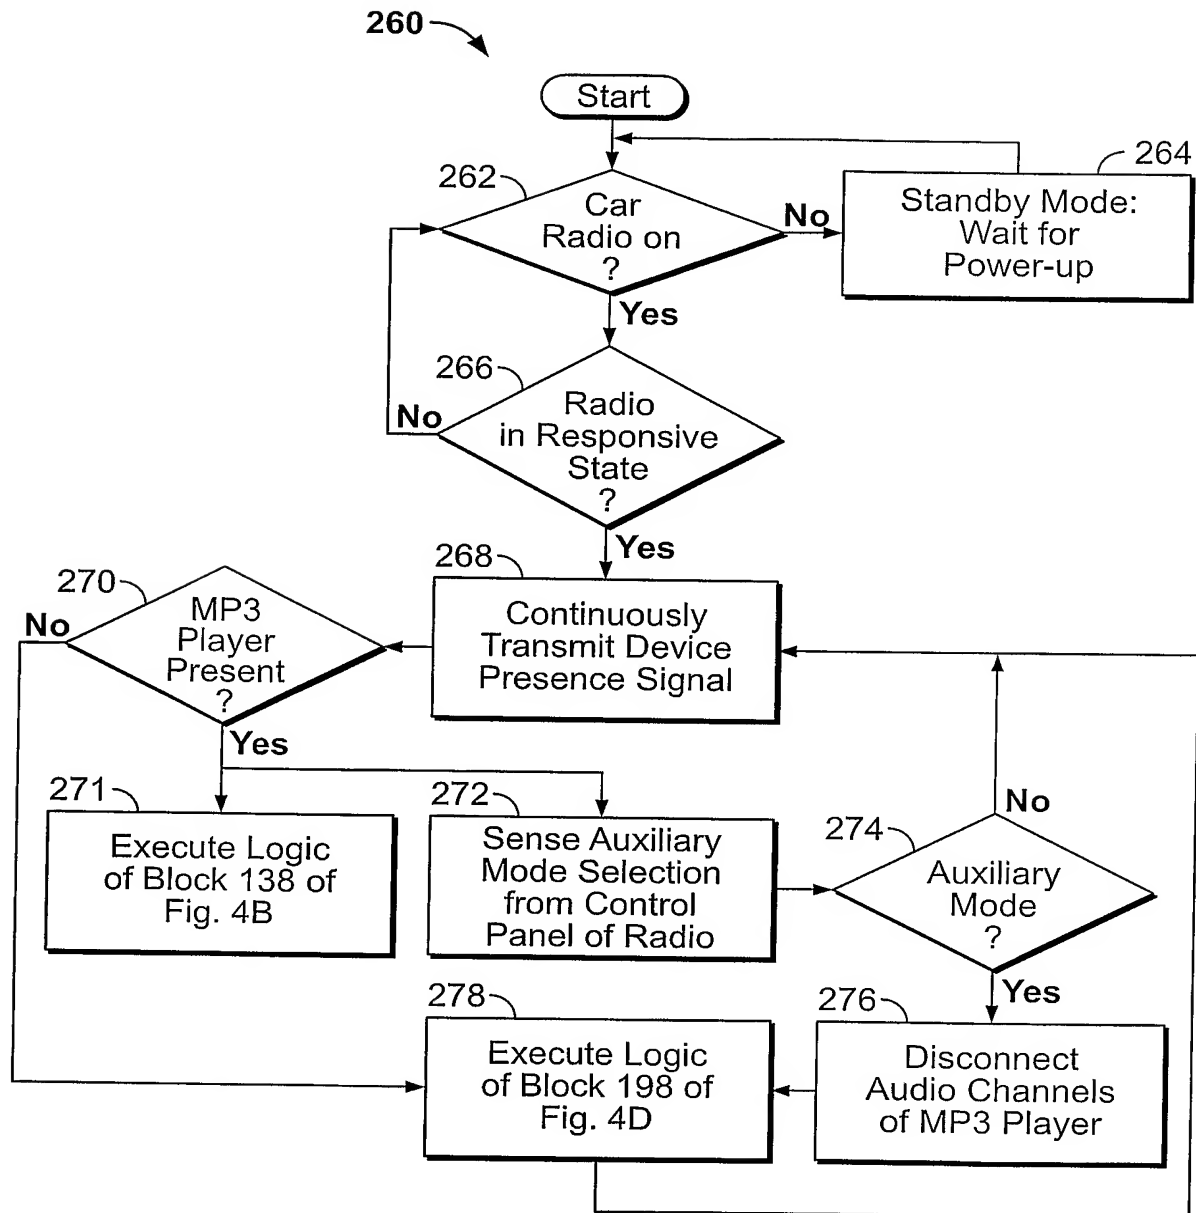 260
Start
262
Car
Radio on
?
No
264
Standby Mode:
Wait for
Power-up
Yes
266
Radio
in Responsive
State
?
No
Yes
268
Continuously
Transmit Device
Presence Signal
270
MP3
Player
Present
?
No
Yes
271
Execute Logic
of Block 138 of
Fig. 4B
272
Sense Auxiliary
Mode Selection
from Control
Panel of Radio
274
Auxiliary
Mode
?
No
Yes
276
Disconnect
Audio Channels
of MP3 Player
278
Execute Logic
of Block 198 of
Fig. 4D